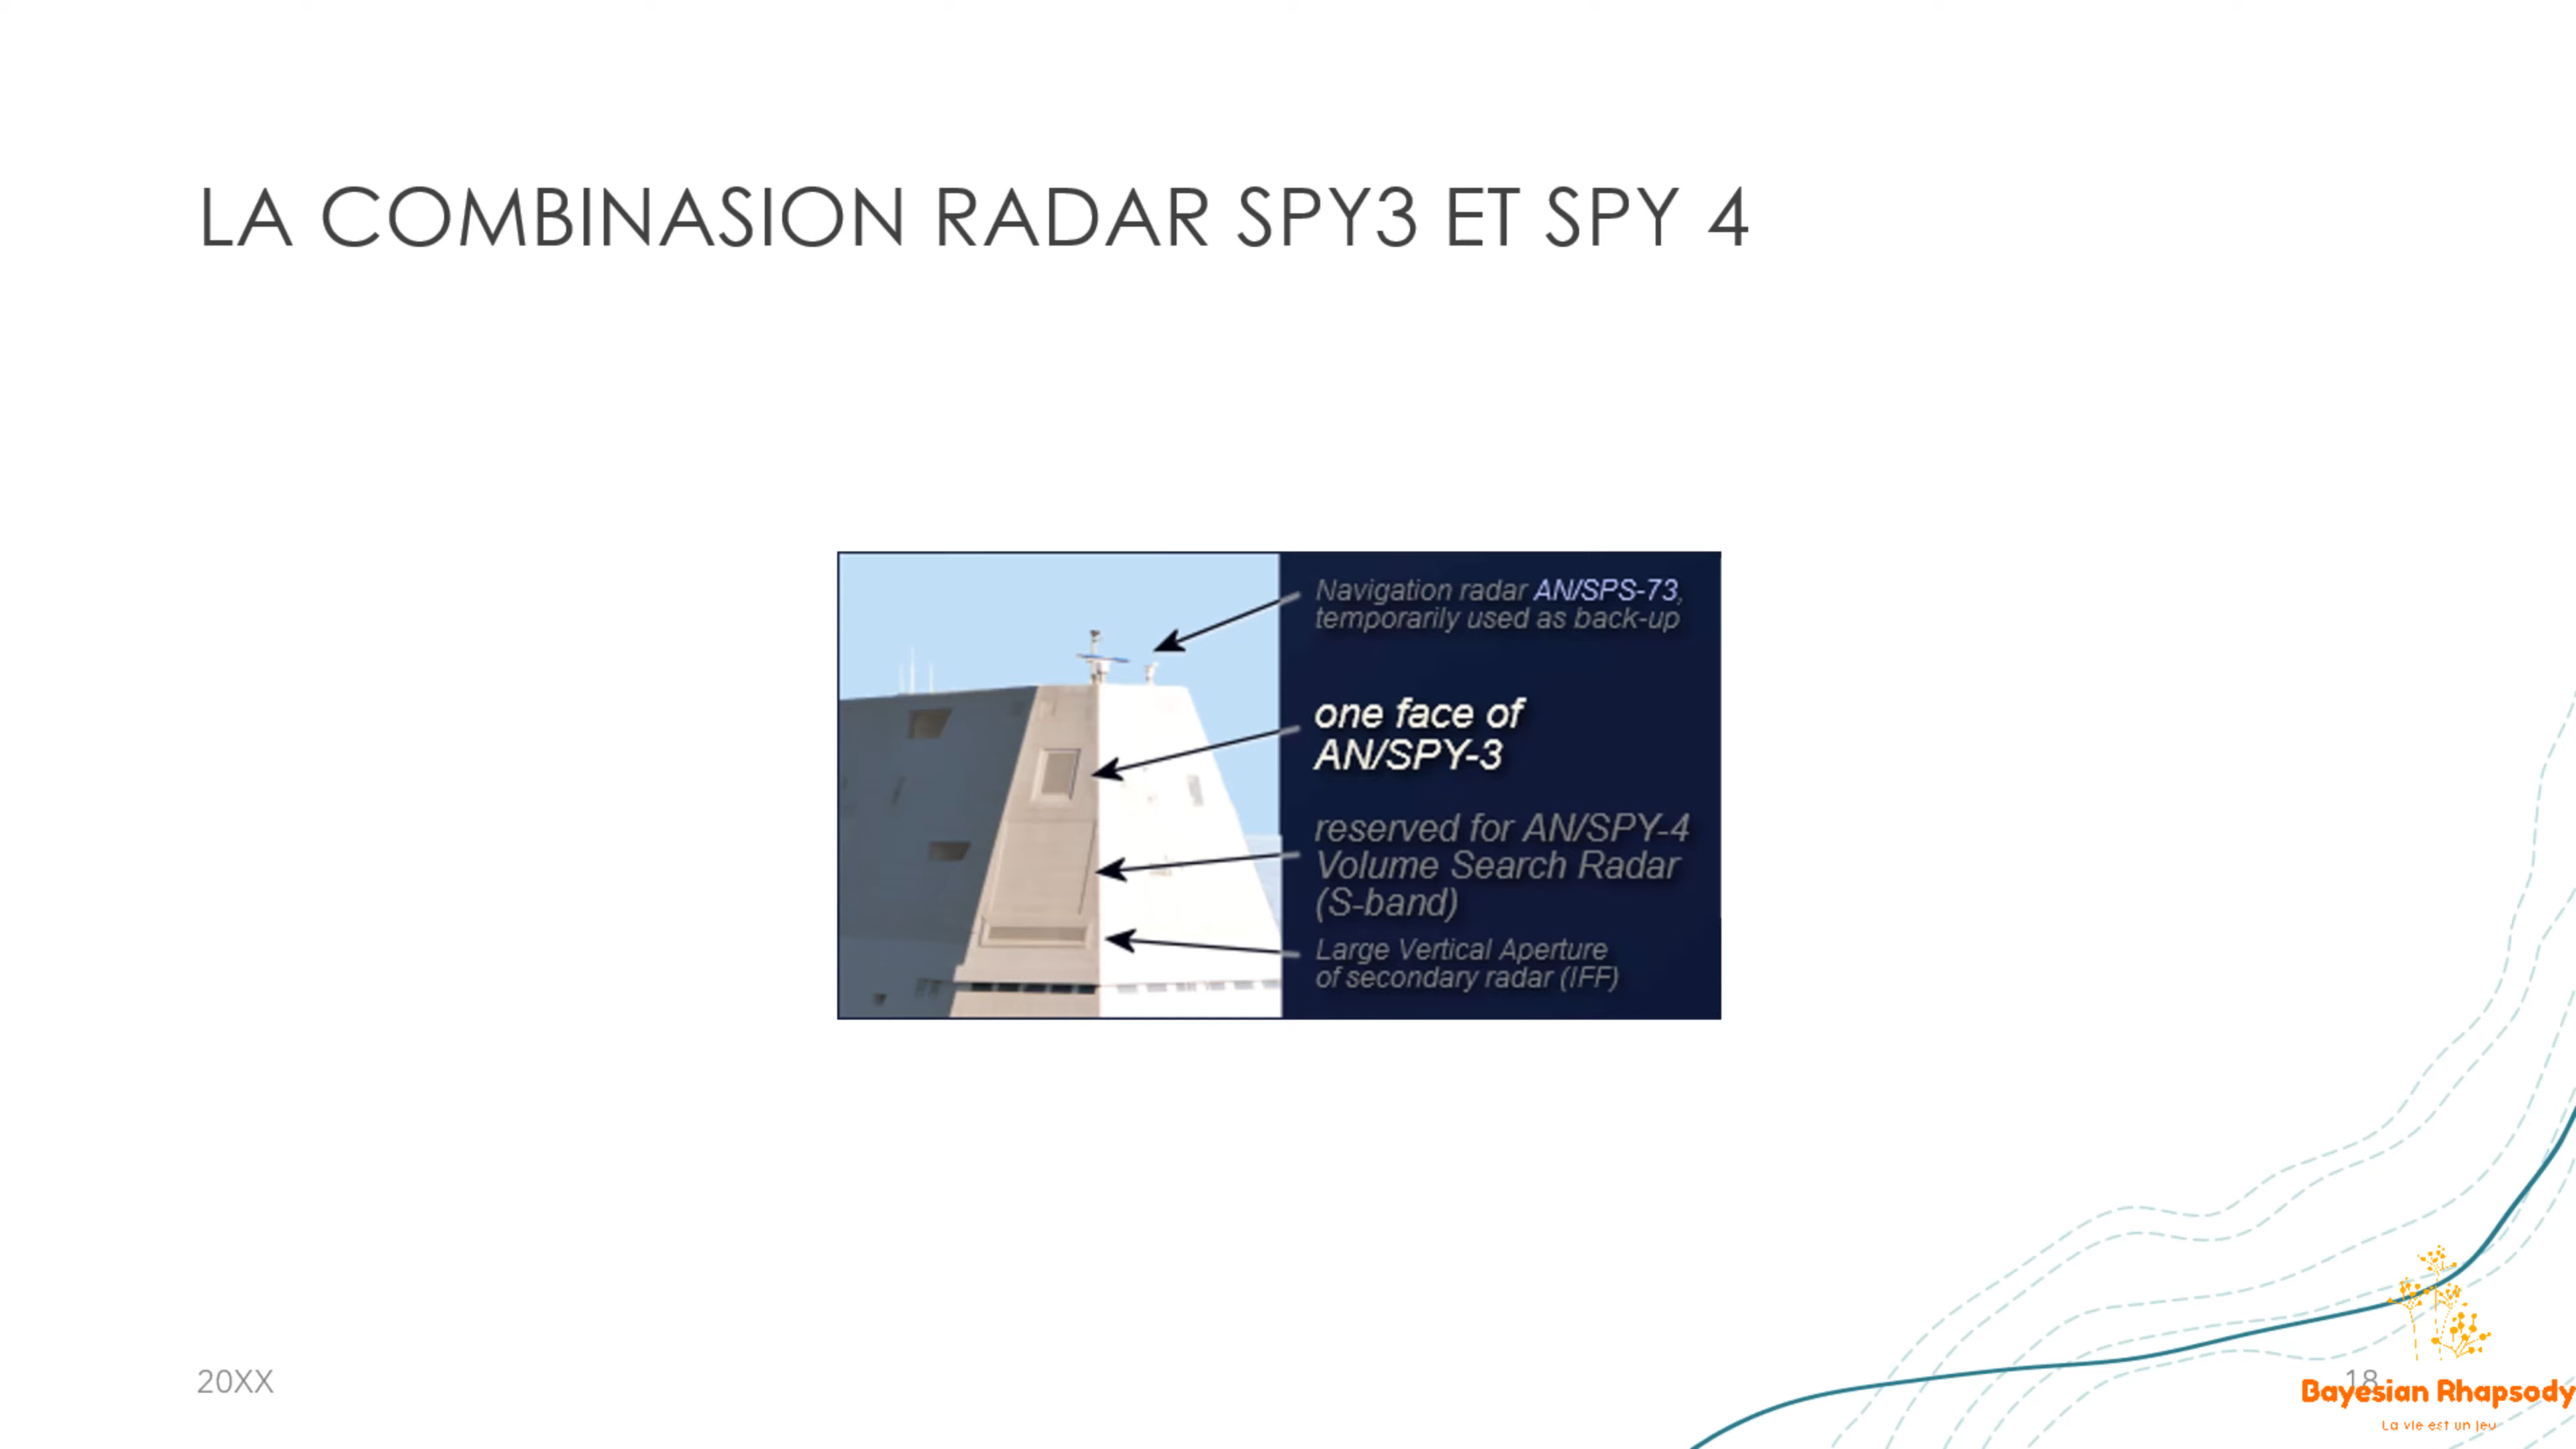 LA COMBINASION RADAR SPY3 ET SPY 4
Navigation radar AN/SPS-73,
temporarily used as back-up
one face of
AN/SPY-3
reserved for AN/SPY-4
Volume Search Radar
(S-band)
Large Vertical Aperture
of secondary radar (IFF)
20XX
18
Bayesian Rhapsody
La vie est un jeu